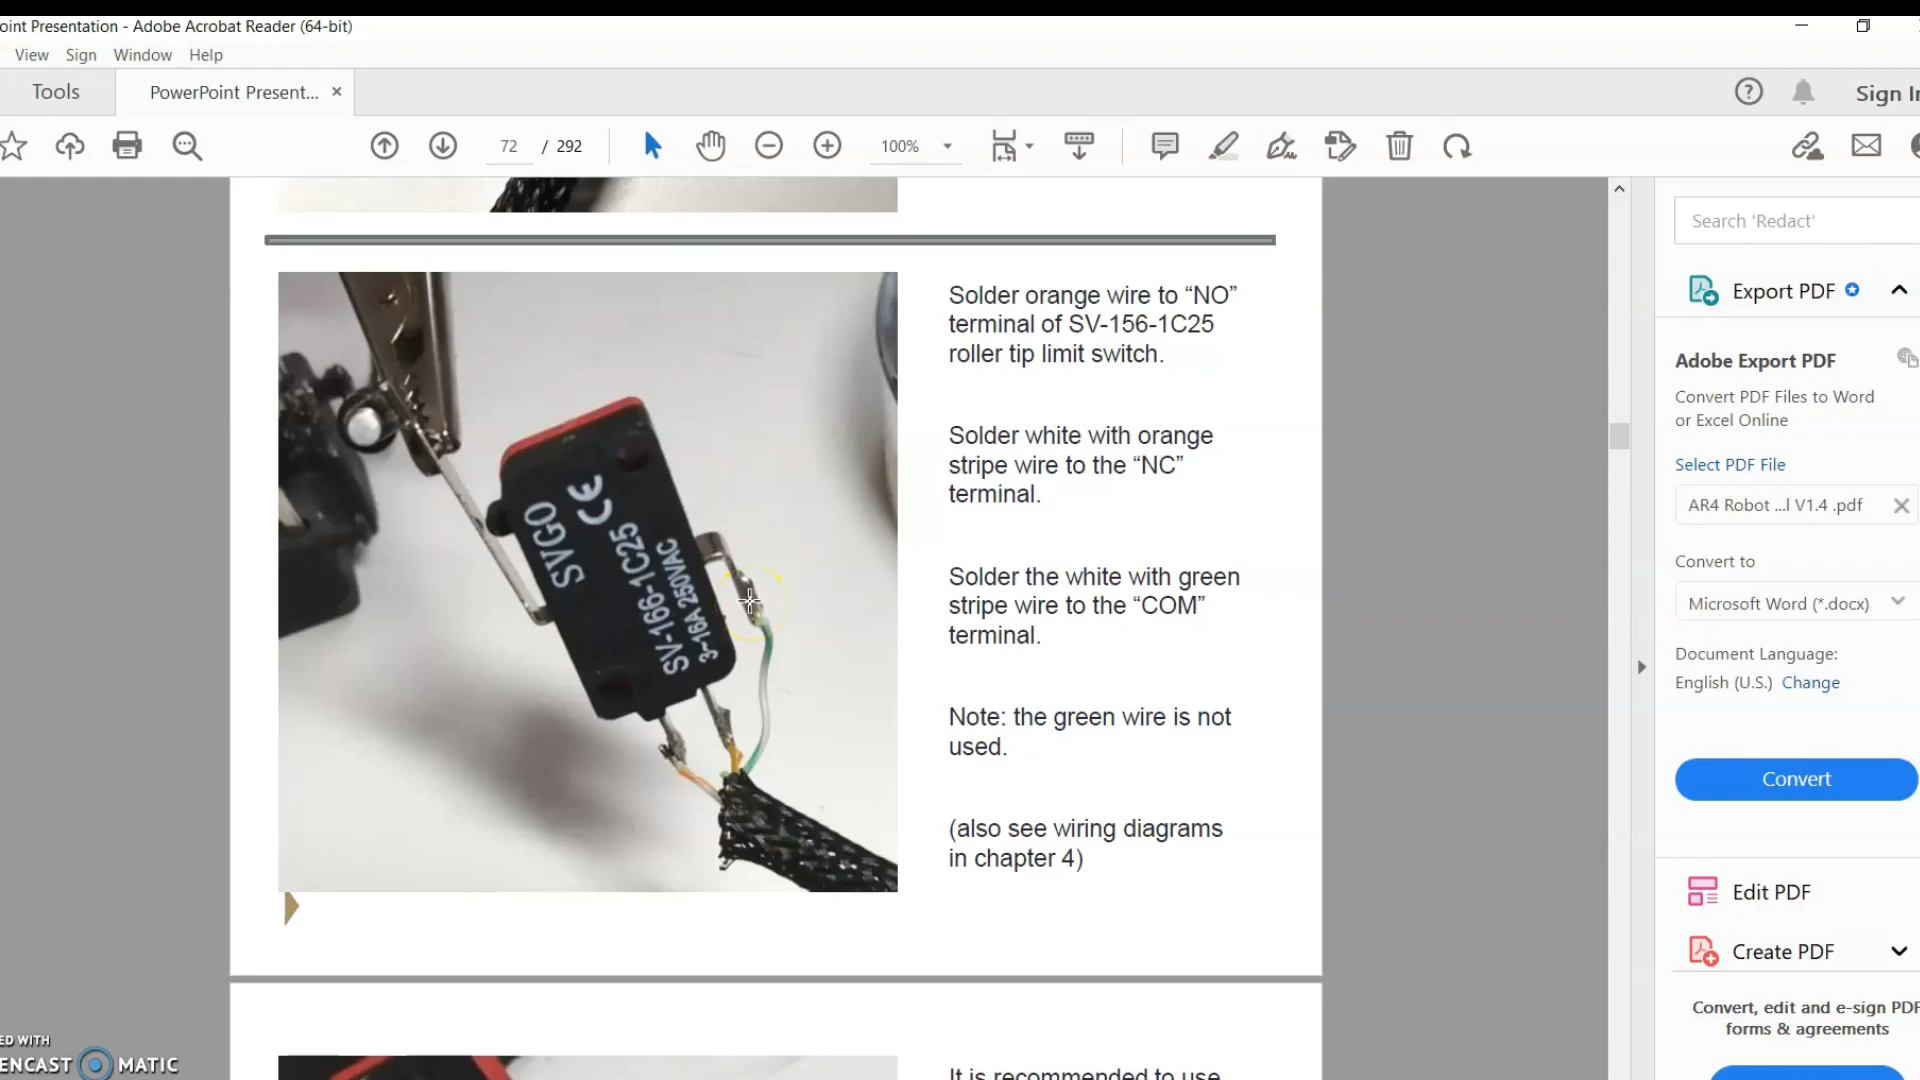 oint Presentation - Adobe Acrobat Reader (64-bit)
View Sign Window Help
Tools
PowerPoint Present... ×
Sign In
72 / 292
100%
Search 'Redact'
Export PDF
Adobe Export PDF
Convert PDF Files to Word
or Excel Online
Select PDF File
AR4 Robot ...l V1.4 .pdf
Convert to
Microsoft Word (*.docx)
Document Language:
English (U.S.) Change
Convert
Edit PDF
Create PDF
Convert, edit and e-sign PDF
forms & agreements
Solder orange wire to “NO”
terminal of SV-156-1C25
roller tip limit switch.
Solder white with orange
stripe wire to the “NC”
terminal.
Solder the white with green
stripe wire to the “COM”
terminal.
Note: the green wire is not
used.
(also see wiring diagrams
in chapter 4)
SVGO CE
SV-166-1C25
3~16A 250VAC
It is recommended to use
ED WITH
ENCAST MATIC